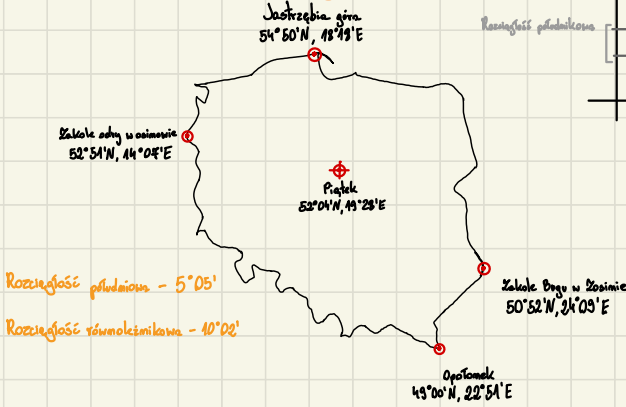 Jastrzębia góra
54°50'N, 18°18'E
Rozciągłość południkowa
Zakole odry w osinowie
52°51'N, 14°07'E
Piątek
52°04'N, 19°28'E
Rozciągłość południowa - 5°05'
Zakole Bugu w Zosinie
50°52'N, 24°09'E
Rozciągłość równoleżnikowa - 10°02'
Opołonek
49°00'N, 22°51'E